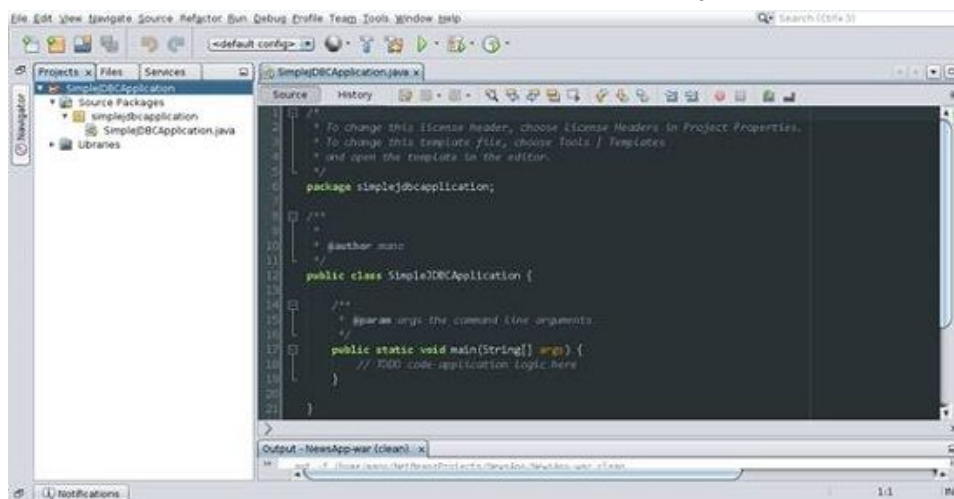 File Edit View Navigate Source Refactor Run Debug Profile Team Tools Window Help
Search (Ctrl+I)
<default config>
Projects x Files Services
SimpleJDBCApplication
Source Packages
simplejdbcapplication
SimpleJDBCApplication.java
Libraries
Navigator
SimpleJDBCApplication.java x
Source History
1 /*
2 * To change this license header, choose License Headers in Project Properties.
3 * To change this template file, choose Tools | Templates
4 * and open the template in the editor.
5 */
6 package simplejdbcapplication;
7
8 /**
9 *
10 * @author mano
11 */
12 public class SimpleJDBCApplication {
13
14 /**
15 * @param args the command line arguments
16 */
17 public static void main(String[] args) {
18 // TODO code application logic here
19 }
20
21 }
Output - NewsApp-war (clean) x
Notifications
1:1